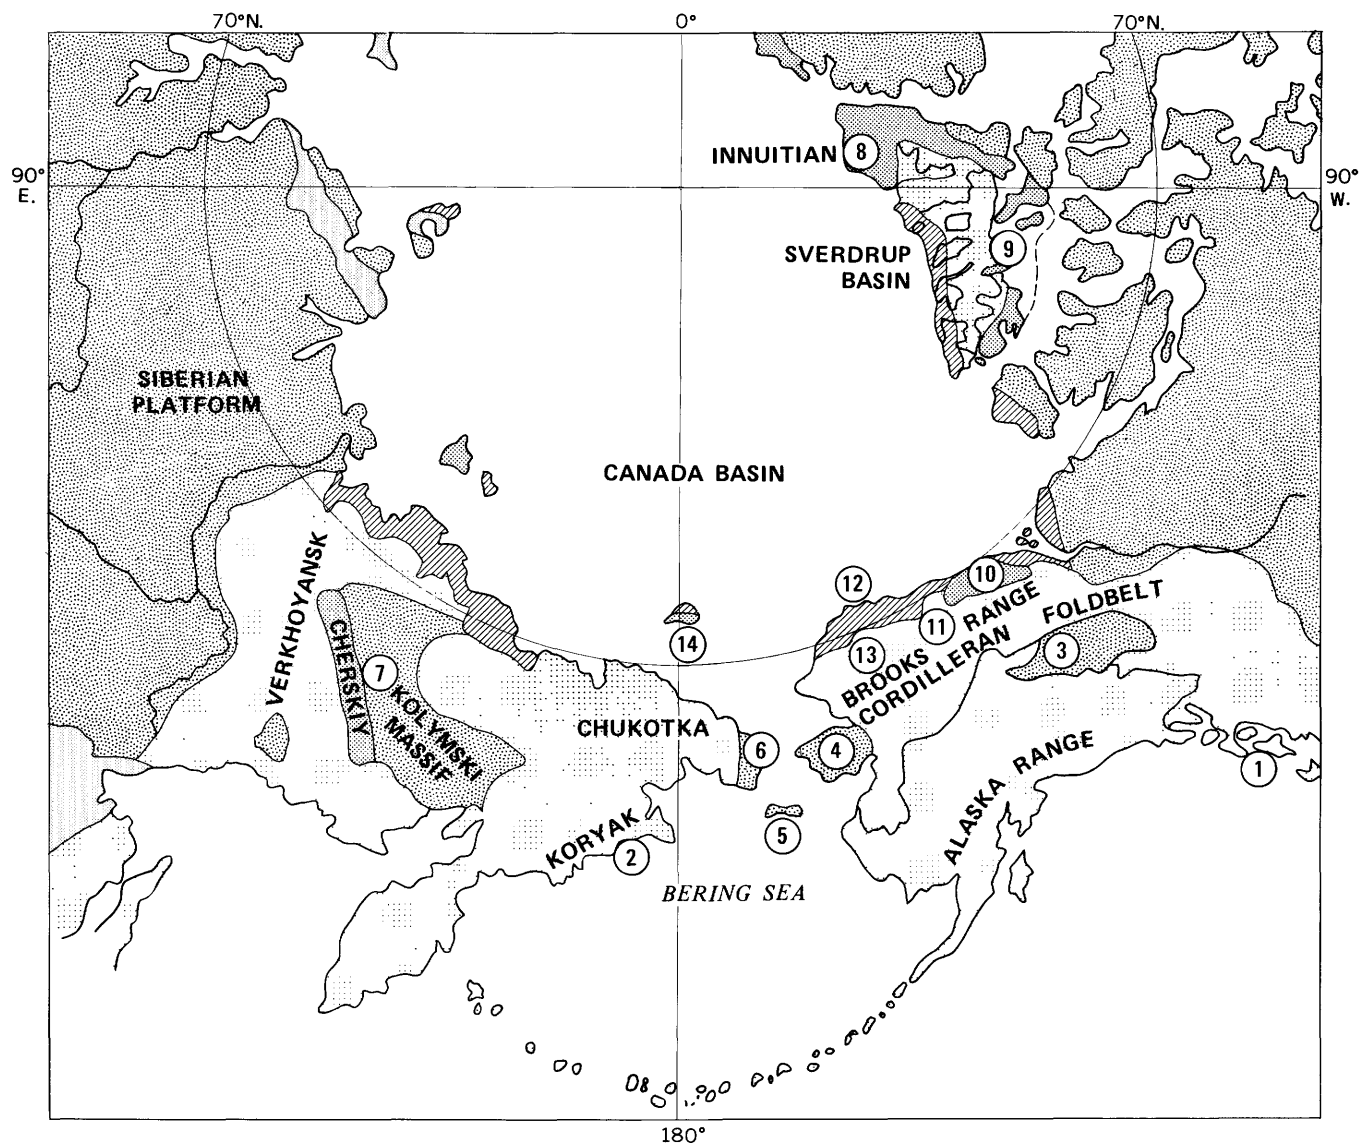 70°N.
0°
70°N.
INNUITIAN
8
90°
E.
90°
W.
SVERDRUP
BASIN
9
SIBERIAN
PLATFORM
CANADA BASIN
VERKHOYANSK
12
10
14
11
13
BROOKS RANGE
CORDILLERAN FOLDBELT
3
CHERSKIY
7
KOLYMSKI
MASSIF
CHUKOTKA
6
4
5
KORYAK
2
ALASKA RANGE
1
BERING SEA
180°